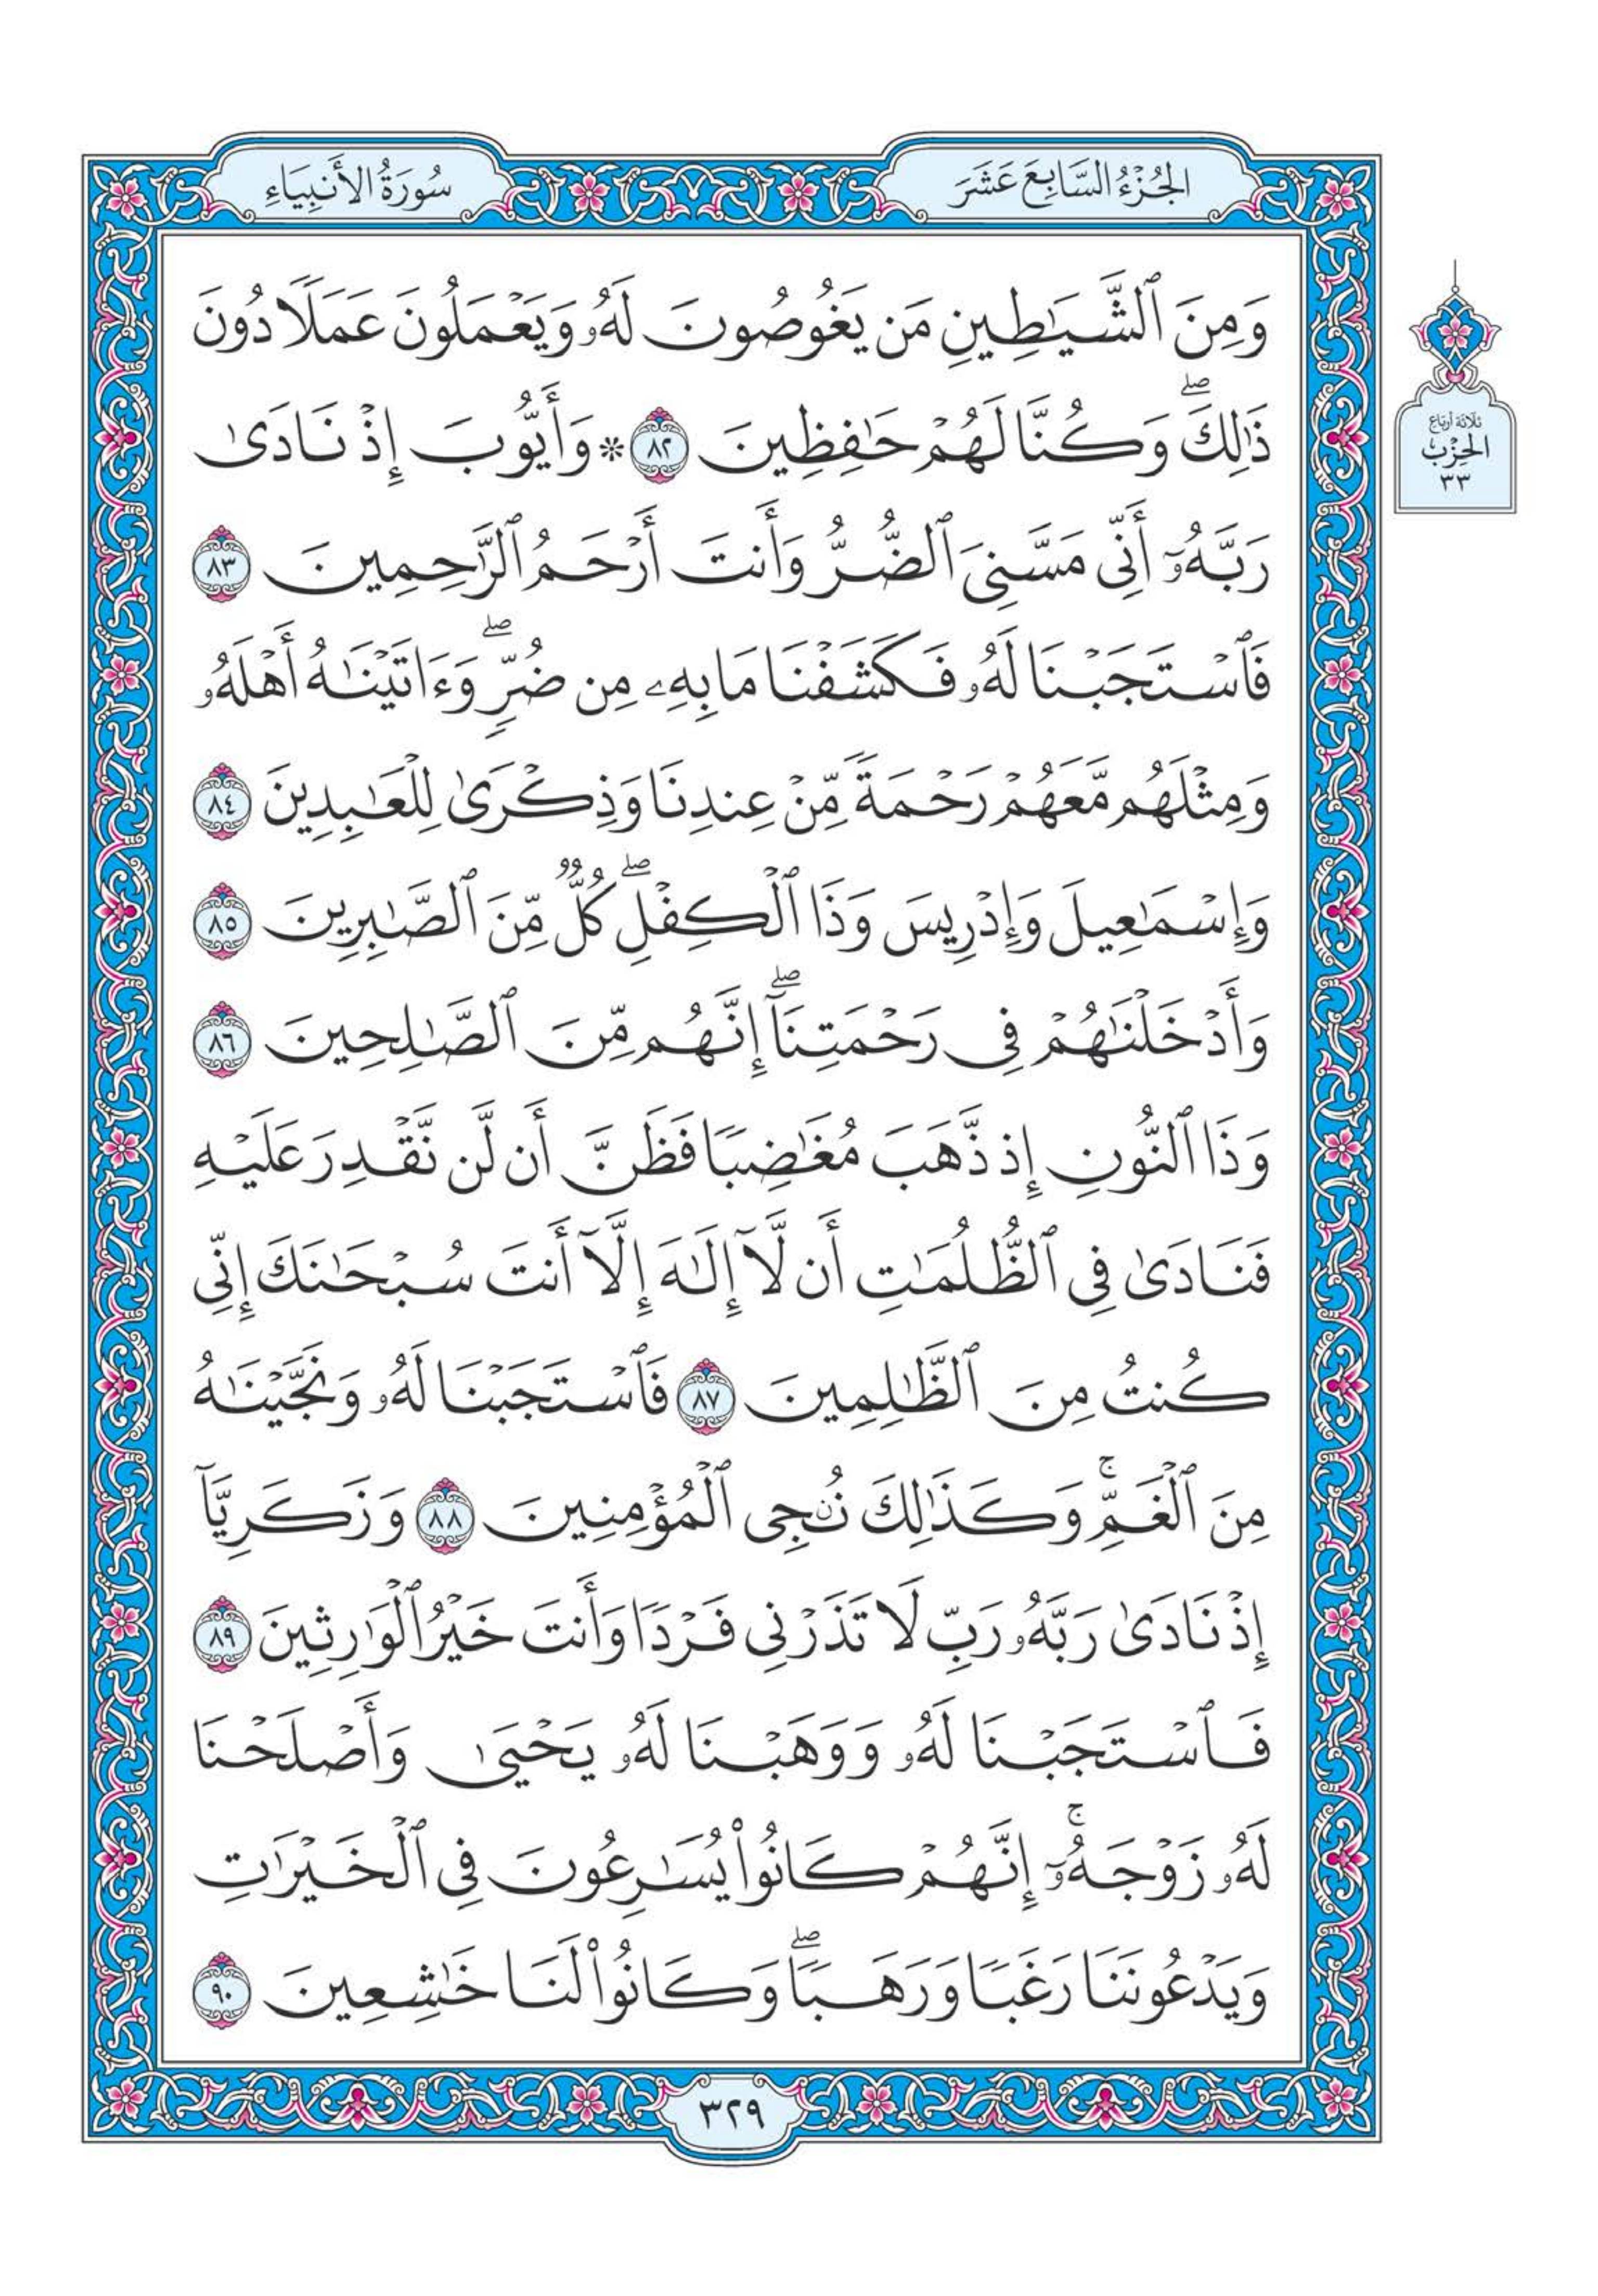 الجُزْءُ السَّابِعَ عَشَرَ
سُورَةُ الأَنبِيَاءِ
وَمِنَ ٱلشَّيَٰطِينِ مَن يَغُوصُونَ لَهُۥ وَيَعْمَلُونَ عَمَلًا دُونَ
ذَٰلِكَۖ وَكُنَّا لَهُمْ حَٰفِظِينَ ٨٢ * وَأَيُّوبَ إِذْ نَادَىٰ
رَبَّهُۥٓ أَنِّى مَسَّنِىَ ٱلضُّرُّ وَأَنتَ أَرْحَمُ ٱلرَّٰحِمِينَ ٨٣
فَٱسْتَجَبْنَا لَهُۥ فَكَشَفْنَا مَا بِهِۦ مِن ضُرٍّۖ وَءَاتَيْنَٰهُ أَهْلَهُۥ
وَمِثْلَهُم مَّعَهُمْ رَحْمَةً مِّنْ عِندِنَا وَذِكْرَىٰ لِلْعَٰبِدِينَ ٨٤
وَإِسْمَٰعِيلَ وَإِدْرِيسَ وَذَا ٱلْكِفْلِۖ كُلٌّ مِّنَ ٱلصَّٰبِرِينَ ٨٥
وَأَدْخَلْنَٰهُمْ فِى رَحْمَتِنَآۖ إِنَّهُم مِّنَ ٱلصَّٰلِحِينَ ٨٦
وَذَا ٱلنُّونِ إِذ ذَّهَبَ مُغَٰضِبًا فَظَنَّ أَن لَّن نَّقْدِرَ عَلَيْهِ
فَنَادَىٰ فِى ٱلظُّلُمَٰتِ أَن لَّآ إِلَٰهَ إِلَّآ أَنتَ سُبْحَٰنَكَ إِنِّى
كُنتُ مِنَ ٱلظَّٰلِمِينَ ٨٧ فَٱسْتَجَبْنَا لَهُۥ وَنَجَّيْنَٰهُ
مِنَ ٱلْغَمِّۚ وَكَذَٰلِكَ نُـۨجِى ٱلْمُؤْمِنِينَ ٨٨ وَزَكَرِيَّآ
إِذْ نَادَىٰ رَبَّهُۥ رَبِّ لَا تَذَرْنِى فَرْدًا وَأَنتَ خَيْرُ ٱلْوَٰرِثِينَ ٨٩
فَٱسْتَجَبْنَا لَهُۥ وَوَهَبْنَا لَهُۥ يَحْيَىٰ وَأَصْلَحْنَا
لَهُۥ زَوْجَهُۥٓۚ إِنَّهُمْ كَانُوا۟ يُسَٰرِعُونَ فِى ٱلْخَيْرَٰتِ
وَيَدْعُونَنَا رَغَبًا وَرَهَبًاۖ وَكَانُوا۟ لَنَا خَٰشِعِينَ ٩٠
ثلاثة أرباع
الحِزْب
٣٣
٣٢٩